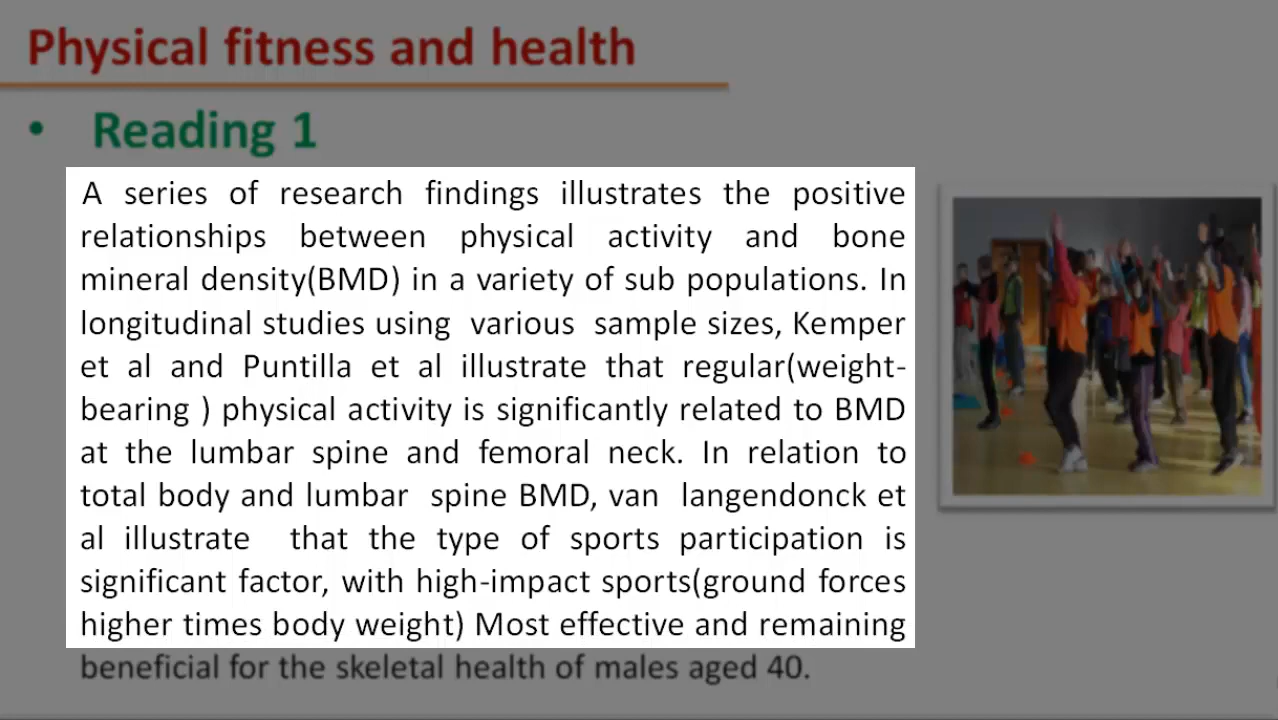 Physical fitness and health
• Reading 1
A series of research findings illustrates the positive
relationships between physical activity and bone
mineral density(BMD) in a variety of sub populations. In
longitudinal studies using various sample sizes, Kemper
et al and Puntilla et al illustrate that regular(weight-
bearing ) physical activity is significantly related to BMD
at the lumbar spine and femoral neck. In relation to
total body and lumbar spine BMD, van langendonck et
al illustrate that the type of sports participation is
significant factor, with high-impact sports(ground forces
higher times body weight) Most effective and remaining
beneficial for the skeletal health of males aged 40.